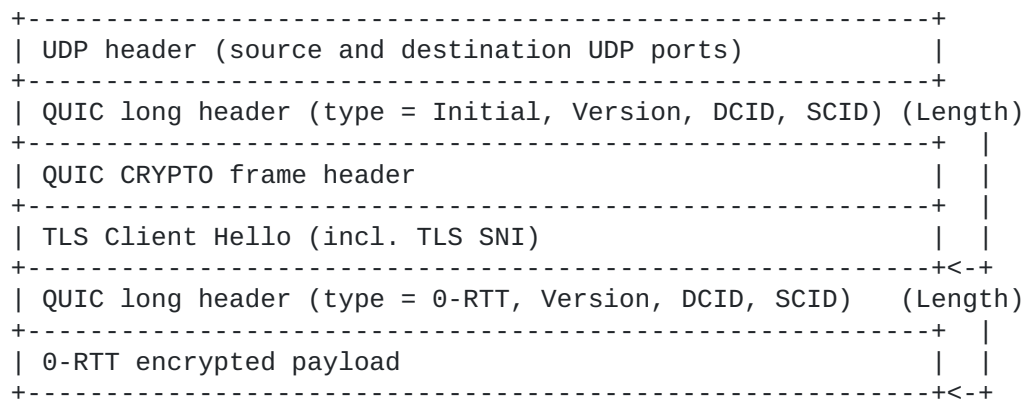 +----------------------------------------------------------+
| UDP header (source and destination UDP ports)            |
+----------------------------------------------------------+
| QUIC long header (type = Initial, Version, DCID, SCID) (Length)
+----------------------------------------------------------+  |
| QUIC CRYPTO frame header                                 |  |
+----------------------------------------------------------+  |
| TLS Client Hello (incl. TLS SNI)                         |  |
+----------------------------------------------------------+<-+
| QUIC long header (type = 0-RTT, Version, DCID, SCID)   (Length)
+----------------------------------------------------------+  |
| 0-RTT encrypted payload                                  |  |
+----------------------------------------------------------+<-+